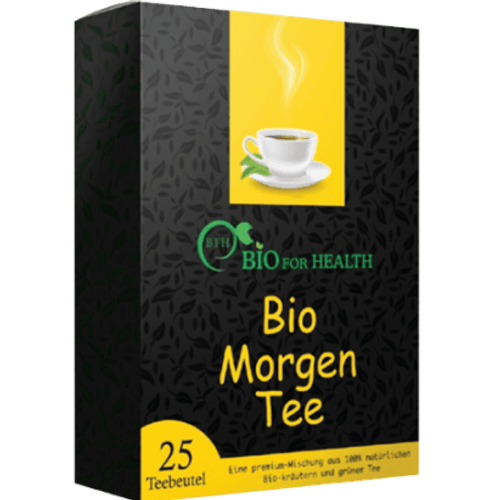 BFH
BIO FOR HEALTH
Bio
Morgen
Tee
25
Teebeutel
Eine premium-Mischung aus 100% natürlichen
Bio-kräutern und grünem Tee